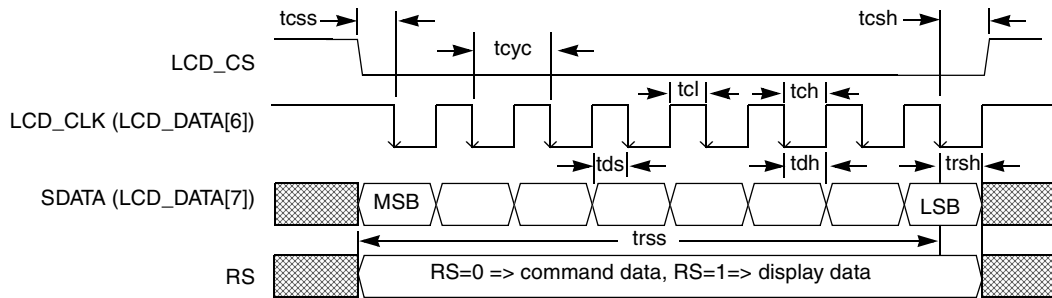 tcss
tcsh
tcyc
LCD_CS
tcl
tch
LCD_CLK (LCD_DATA[6])
tds
tdh
trsh
SDATA (LCD_DATA[7])
MSB
LSB
trss
RS
RS=0 => command data, RS=1=> display data